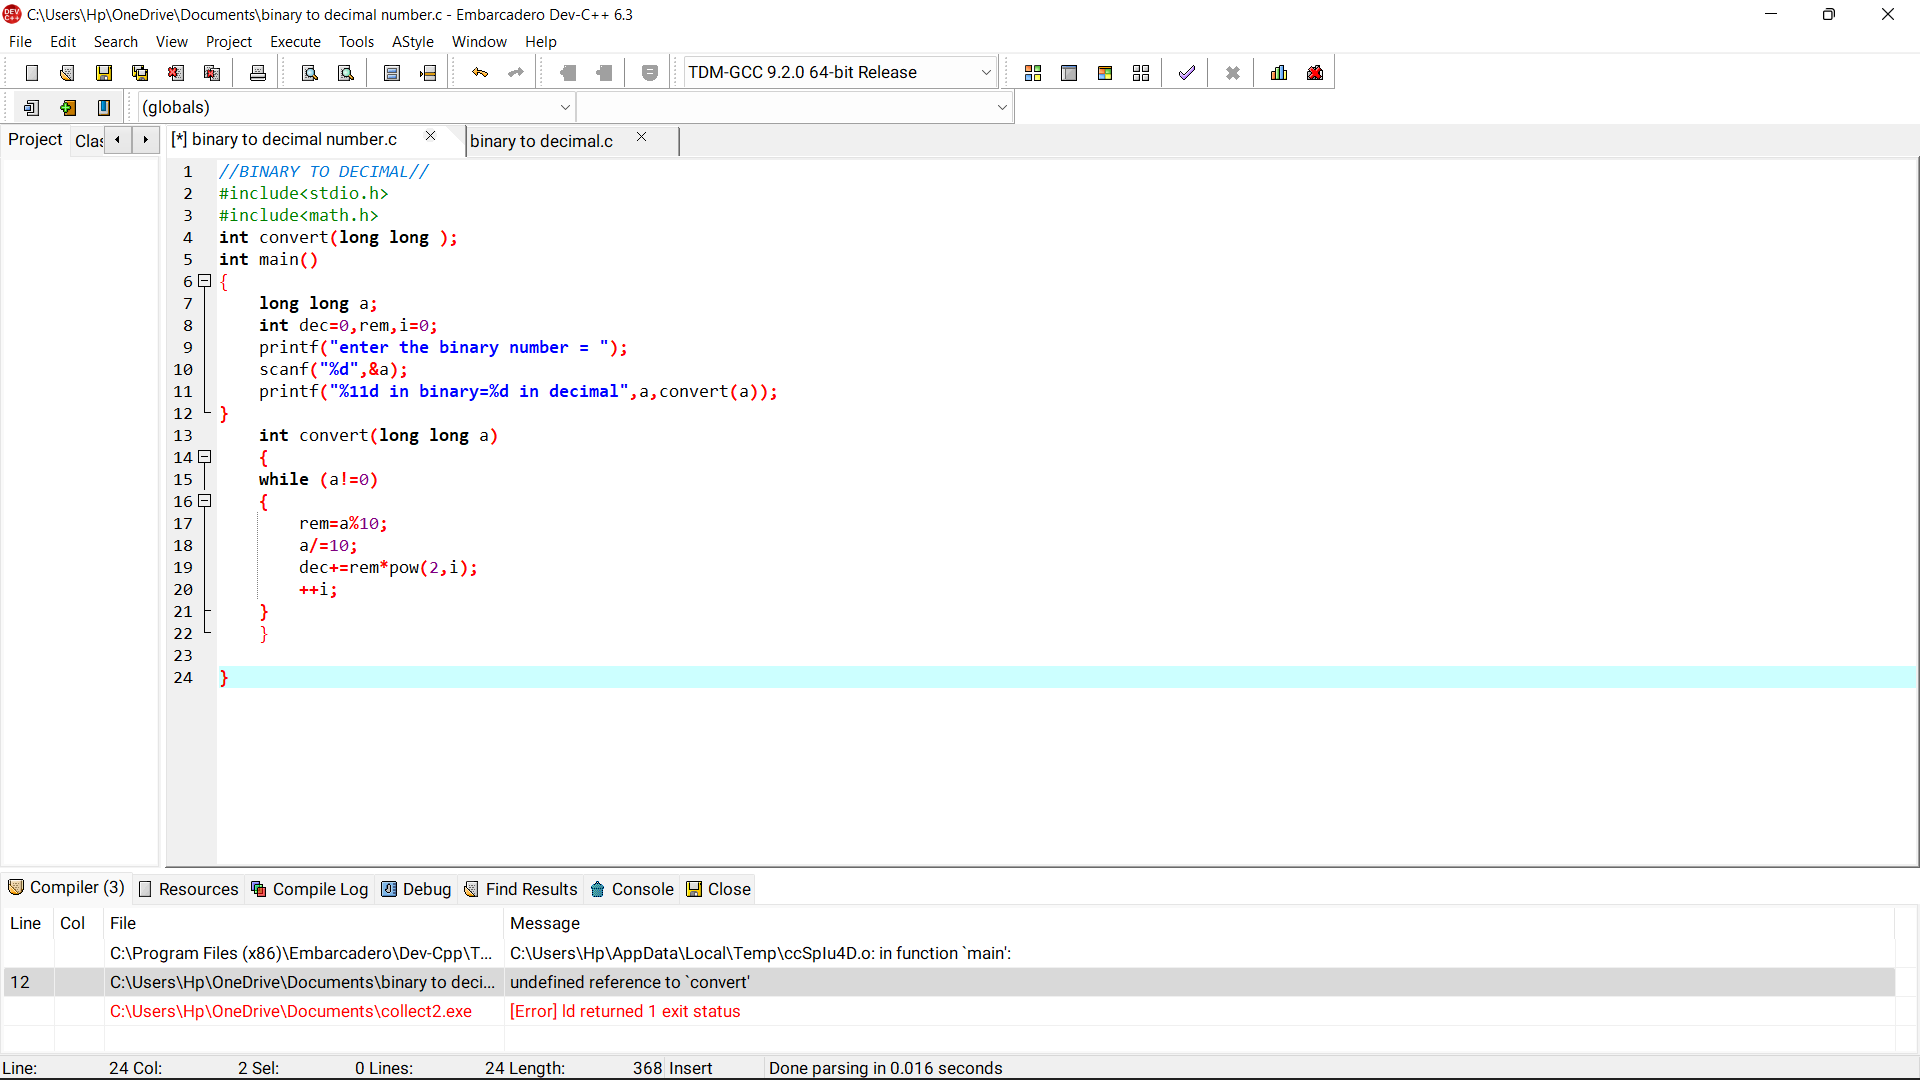 C:\Users\Hp\OneDrive\Documents\binary to decimal number.c - Embarcadero Dev-C++ 6.3
File Edit Search View Project Execute Tools AStyle Window Help
TDM-GCC 9.2.0 64-bit Release
(globals)
Project Clas [*] binary to decimal number.c binary to decimal.c
1 //BINARY TO DECIMAL//
2 #include<stdio.h>
3 #include<math.h>
4 int convert(long long );
5 int main()
6 {
7 long long a;
8 int dec=0,rem,i=0;
9 printf("enter the binary number = ");
10 scanf("%d",&a);
11 printf("%11d in binary=%d in decimal",a,convert(a));
12 }
13 int convert(long long a)
14 {
15 while (a!=0)
16 {
17 rem=a%10;
18 a/=10;
19 dec+=rem*pow(2,i);
20 ++i;
21 }
22 }
23
24 }
Compiler (3) Resources Compile Log Debug Find Results Console Close
Line Col File Message
C:\Program Files (x86)\Embarcadero\Dev-Cpp\T... C:\Users\Hp\AppData\Local\Temp\ccSplu4D.o: in function `main':
12 C:\Users\Hp\OneDrive\Documents\binary to deci... undefined reference to `convert'
C:\Users\Hp\OneDrive\Documents\collect2.exe [Error] ld returned 1 exit status
Line: 24 Col: 2 Sel: 0 Lines: 24 Length: 368 Insert Done parsing in 0.016 seconds